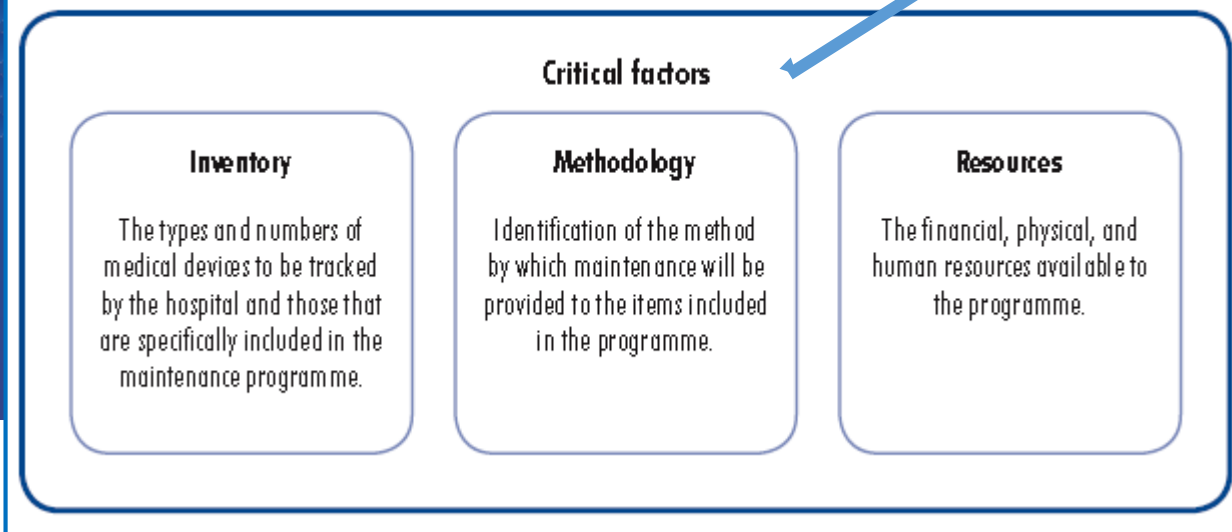 Critical factors
Inventory
The types and numbers of
medical devices to be tracked
by the hospital and those that
are specifically included in the
maintenance programme.
Methodology
Identification of the method
by which maintenance will be
provided to the items included
in the programme.
Resources
The financial, physical, and
human resources available to
the programme.